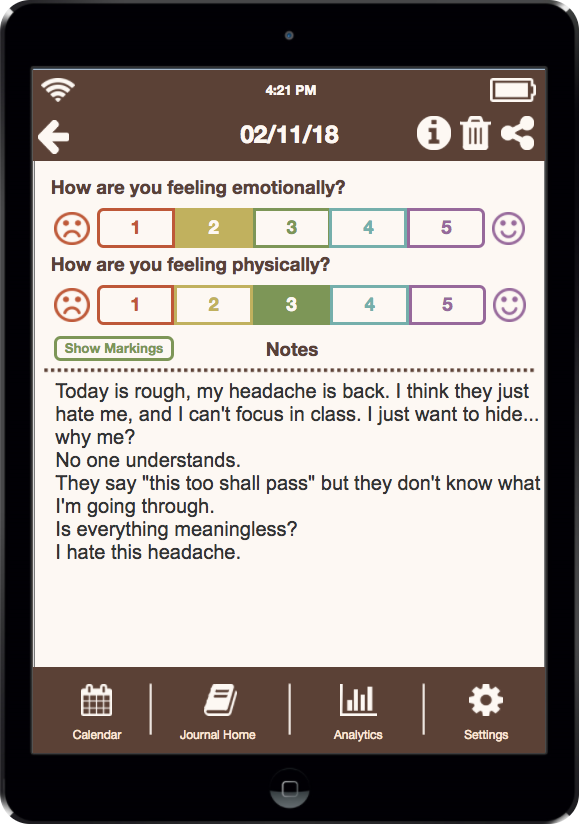 4:21 PM
02/11/18
How are you feeling emotionally?
1 2 3 4 5
How are you feeling physically?
1 2 3 4 5
Show Markings Notes
Today is rough, my headache is back. I think they just
hate me, and I can't focus in class. I just want to hide...
why me?
No one understands.
They say "this too shall pass" but they don't know what
I'm going through.
Is everything meaningless?
I hate this headache.
Calendar Journal Home Analytics Settings